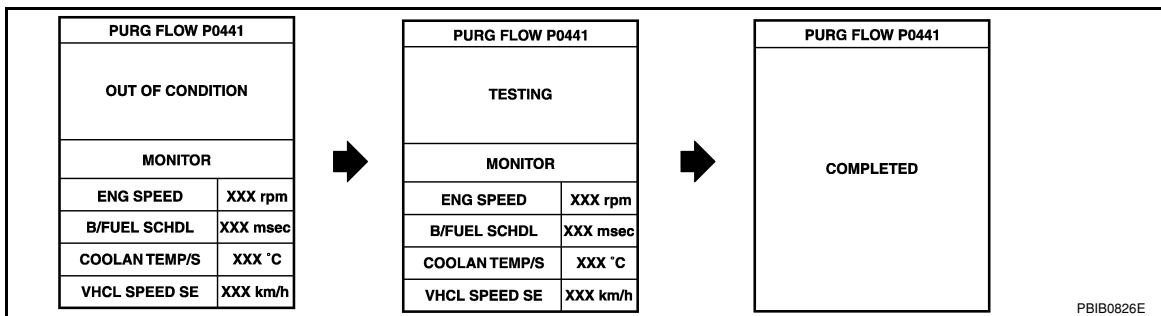 PURG FLOW P0441
OUT OF CONDITION
MONITOR
ENG SPEED XXX rpm
B/FUEL SCHDL XXX msec
COOLAN TEMP/S XXX °C
VHCL SPEED SE XXX km/h
PURG FLOW P0441
TESTING
MONITOR
ENG SPEED XXX rpm
B/FUEL SCHDL XXX msec
COOLAN TEMP/S XXX °C
VHCL SPEED SE XXX km/h
PURG FLOW P0441
COMPLETED
PBIB0826E